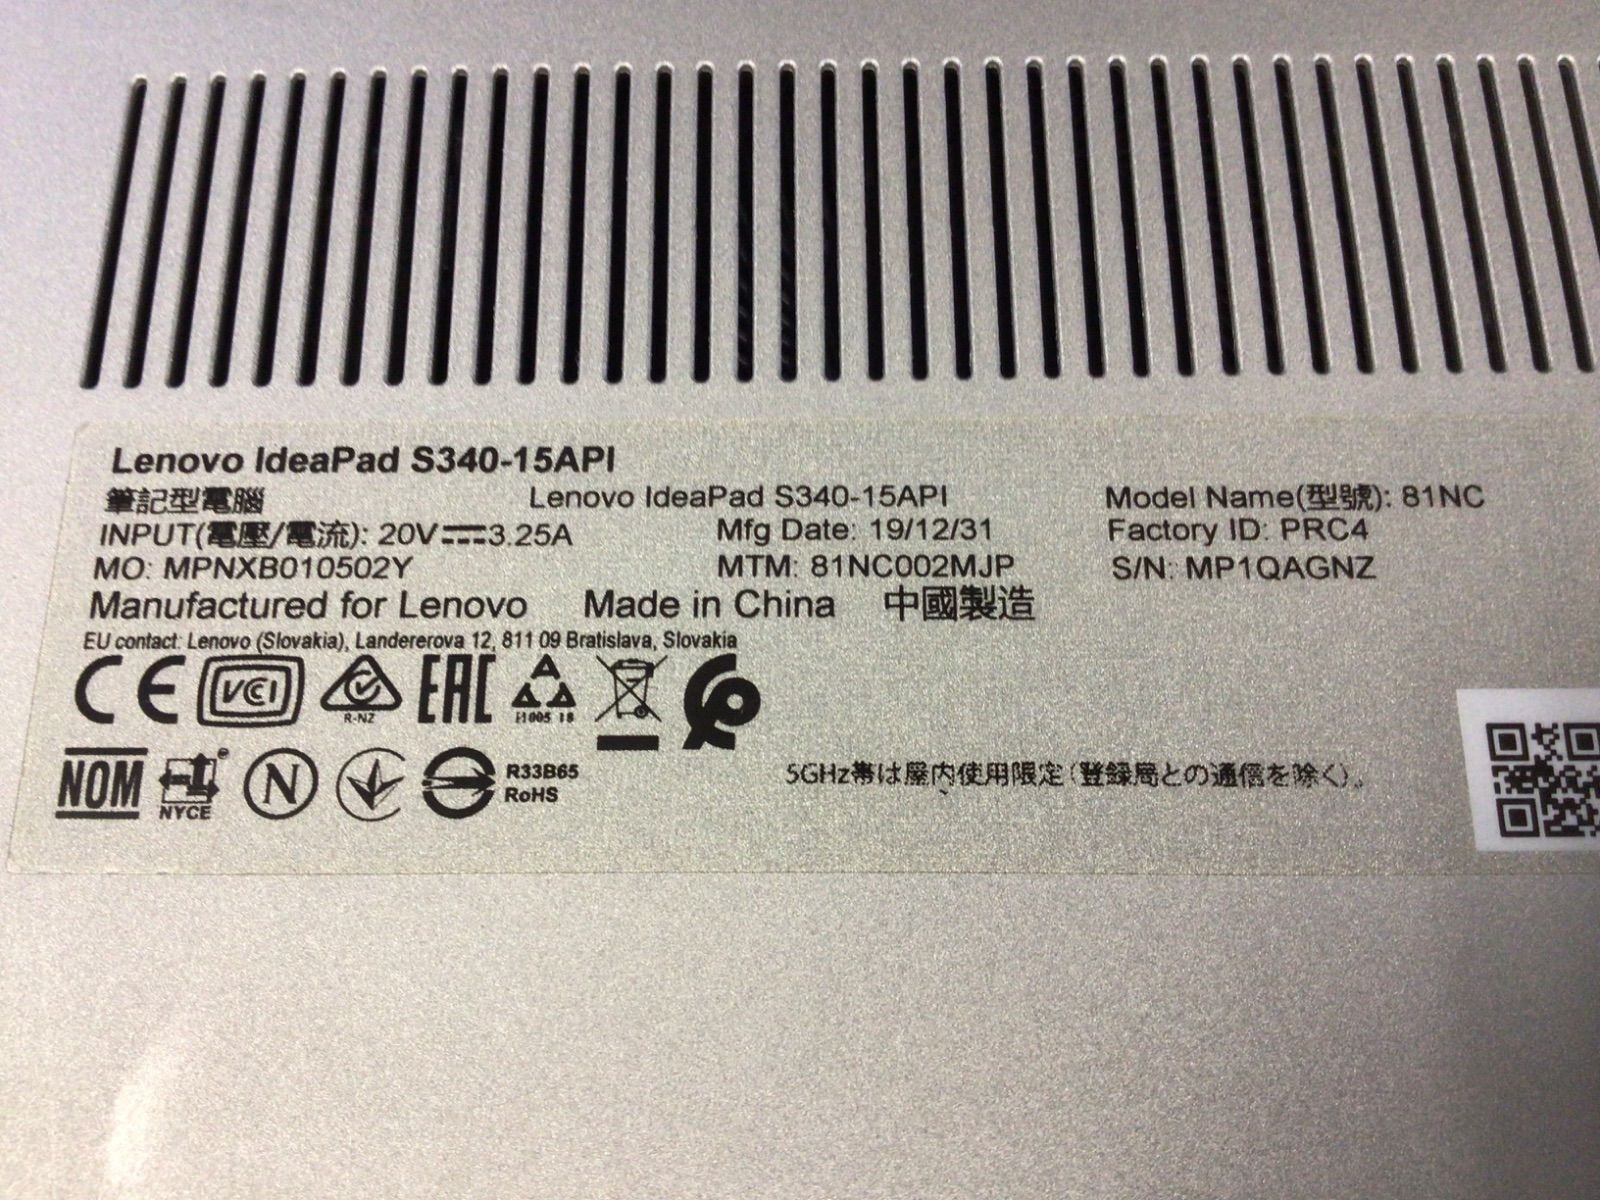 Lenovo IdeaPad S340-15API
筆記型電腦 Lenovo IdeaPad S340-15API Model Name(型號): 81NC
INPUT(電壓/電流): 20V⎓3.25A Mfg Date: 19/12/31 Factory ID: PRC4
MO: MPNXB010502Y MTM: 81NC002MJP S/N: MP1QAGNZ
Manufactured for Lenovo Made in China 中國製造
EU contact: Lenovo (Slovakia), Landererova 12, 811 09 Bratislava, Slovakia
CE VCI R-NZ EAC I1005 18
NOM NYCE N R33B65
RoHS
5GHz帯は屋内使用限定(登録局との通信を除く)。